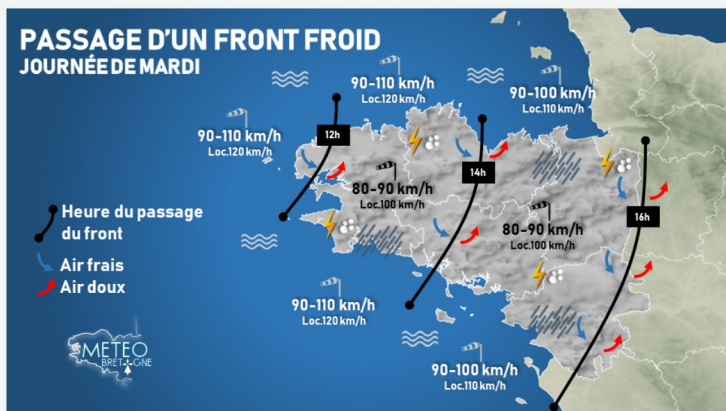 PASSAGE D'UN FRONT FROID
JOURNÉE DE MARDI
90-110 km/h
Loc.120 km/h
90-100 km/h
Loc.110 km/h
90-110 km/h
Loc.120 km/h
12h
14h
80-90 km/h
Loc.100 km/h
80-90 km/h
Loc.100 km/h
16h
Heure du passage
du front
Air frais
Air doux
90-110 km/h
Loc.120 km/h
90-100 km/h
Loc.110 km/h
METEO
BRETAGNE